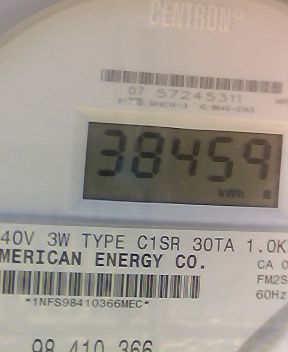 CENTRON
07 57245311
38459
kWh
40V 3W TYPE C1SR 30TA 1.0K
MERICAN ENERGY CO.
CA 0
FM2S
60Hz
*1NFS98410366MEC*
98 410 366